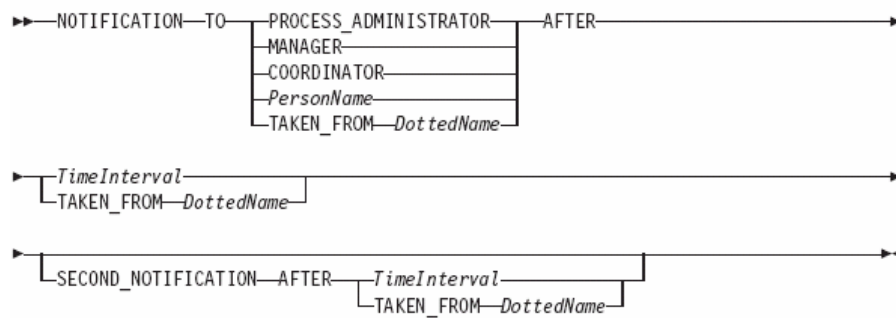 NOTIFICATION TO PROCESS_ADMINISTRATOR AFTER
MANAGER
COORDINATOR
PersonName
TAKEN_FROM DottedName
TimeInterval
TAKEN_FROM DottedName
SECOND_NOTIFICATION AFTER TimeInterval
TAKEN_FROM DottedName